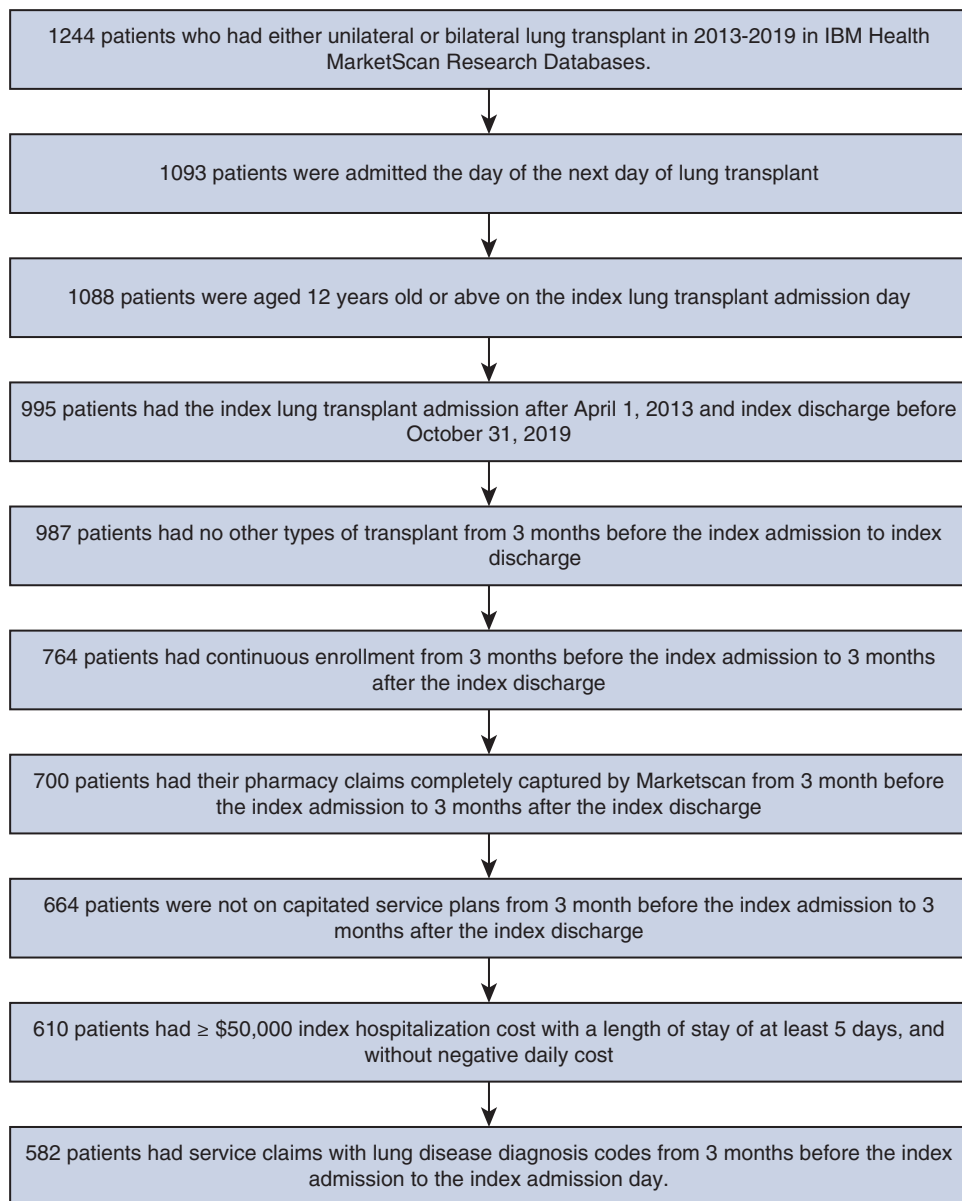 1244 patients who had either unilateral or bilateral lung transplant in 2013-2019 in IBM Health
MarketScan Research Databases.
1093 patients were admitted the day of the next day of lung transplant
1088 patients were aged 12 years old or abve on the index lung transplant admission day
995 patients had the index lung transplant admission after April 1, 2013 and index discharge before
October 31, 2019
987 patients had no other types of transplant from 3 months before the index admission to index
discharge
764 patients had continuous enrollment from 3 months before the index admission to 3 months
after the index discharge
700 patients had their pharmacy claims completely captured by Marketscan from 3 month before
the index admission to 3 months after the index discharge
664 patients were not on capitated service plans from 3 month before the index admission to 3
months after the index discharge
610 patients had ≥ $50,000 index hospitalization cost with a length of stay of at least 5 days, and
without negative daily cost
582 patients had service claims with lung disease diagnosis codes from 3 months before the index
admission to the index admission day.